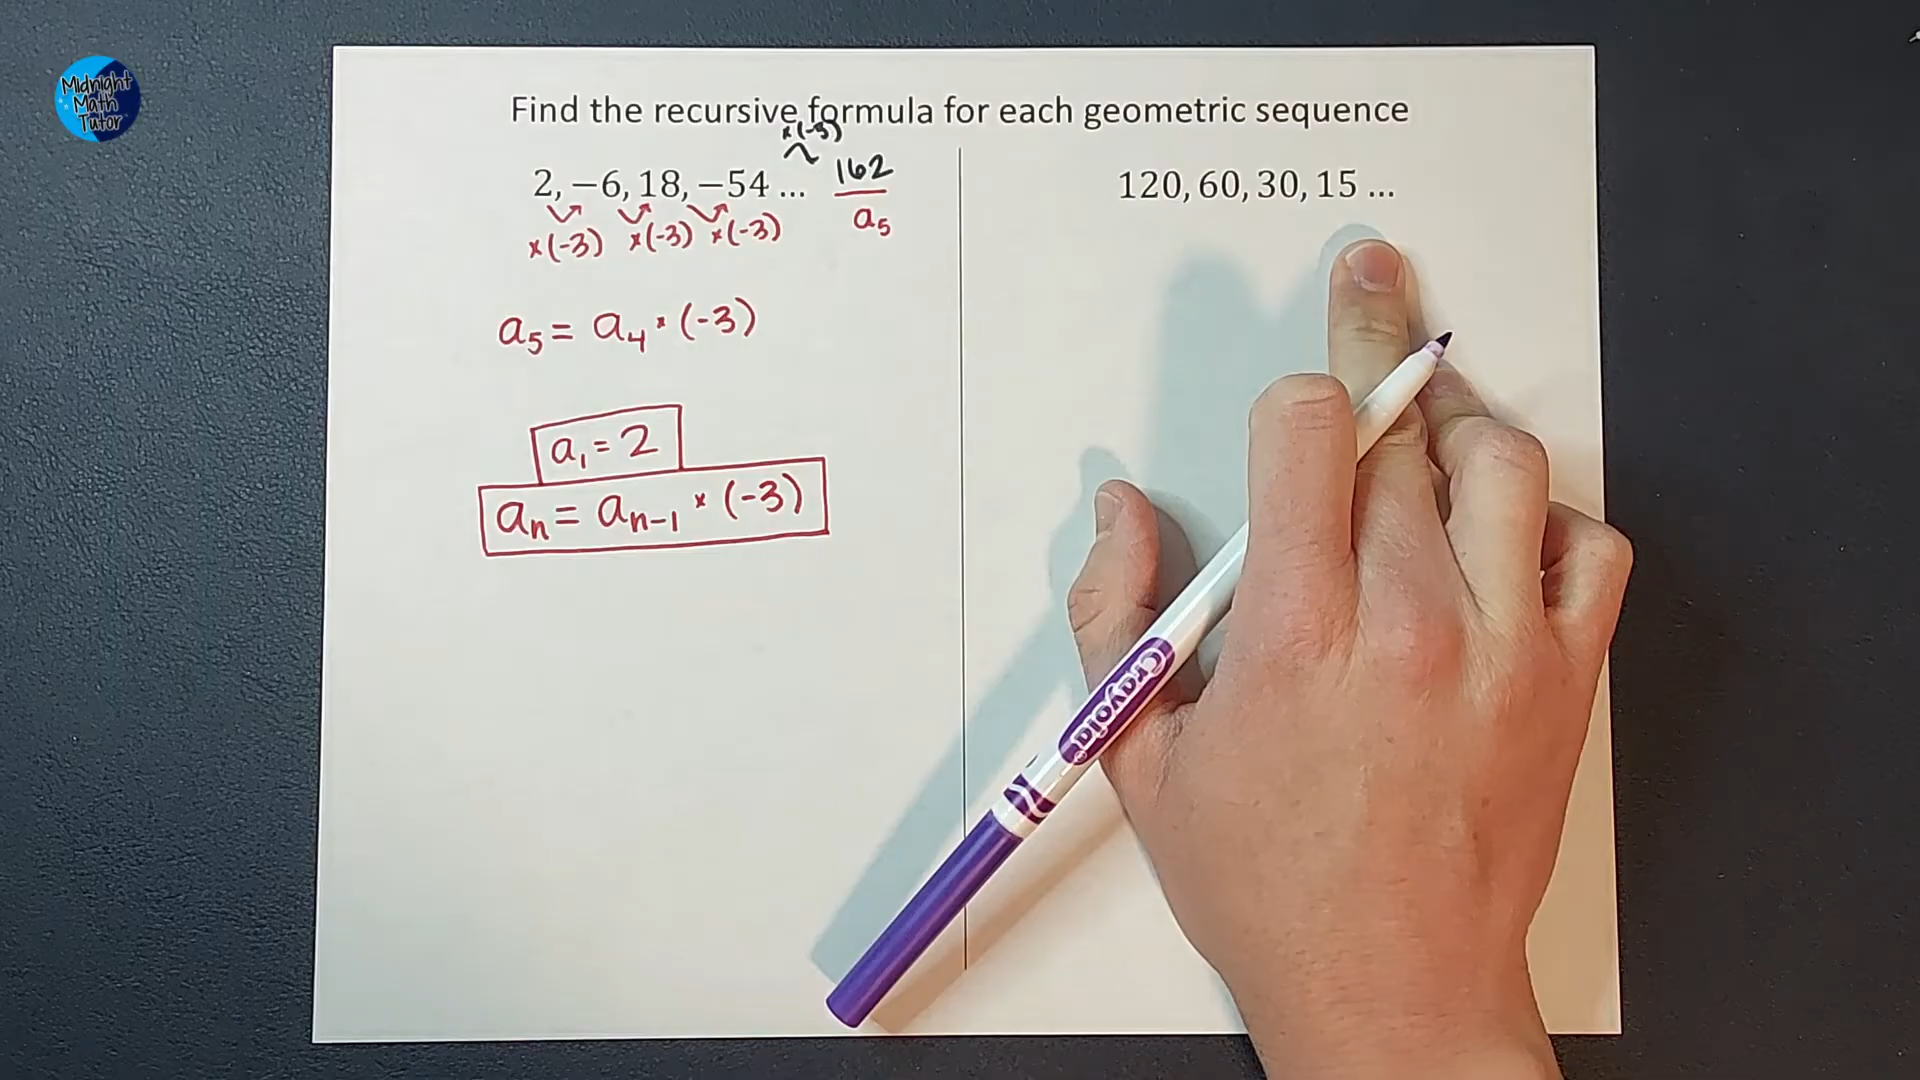 Midnight
Math
Tutor
Find the recursive formula for each geometric sequence
×(-3)
2, −6, 18, −54 ... 162
×(-3) ×(-3) ×(-3) a₅
a₅ = a₄ · (-3)
a₁ = 2
aₙ = aₙ₋₁ · (-3)
120, 60, 30, 15 ...
Crayola